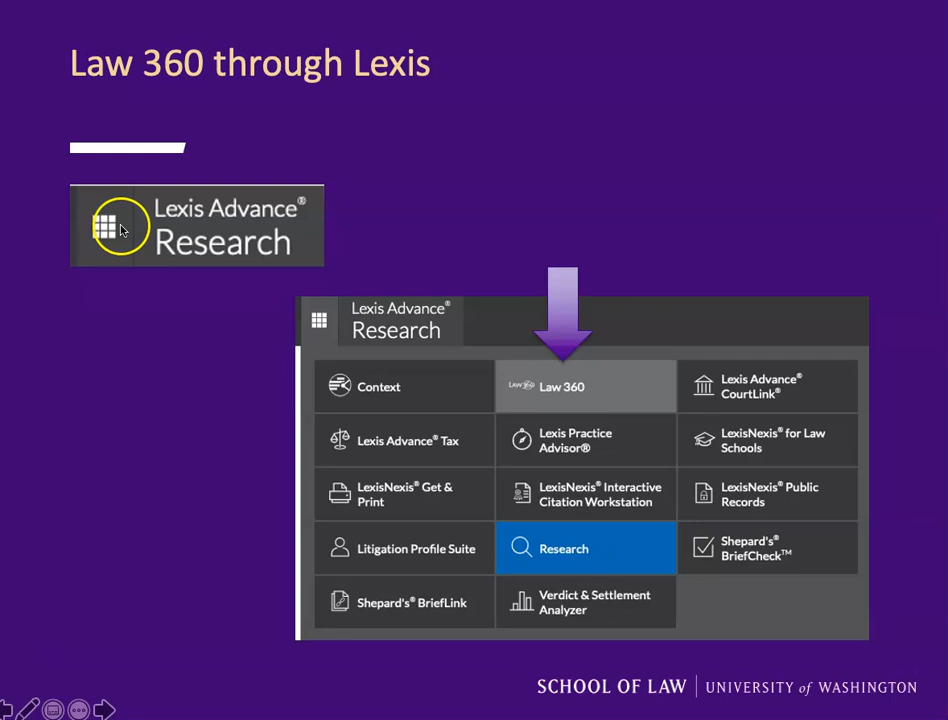 Law 360 through Lexis
Lexis Advance®
Research
Lexis Advance®
Research
Context
Law360 Law 360
Lexis Advance®
CourtLink®
Lexis Advance® Tax
Lexis Practice
Advisor®
LexisNexis® for Law
Schools
LexisNexis® Get &
Print
LexisNexis® Interactive
Citation Workstation
LexisNexis® Public
Records
Litigation Profile Suite
Research
Shepard's®
BriefCheck™
Shepard's® BriefLink
Verdict & Settlement
Analyzer
SCHOOL OF LAW | UNIVERSITY of WASHINGTON